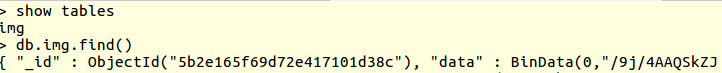 > show tables
img
> db.img.find()
{ "_id" : ObjectId("5b2e165f69d72e417101d38c"), "data" : BinData(0,"/9j/4AAQSkZJ